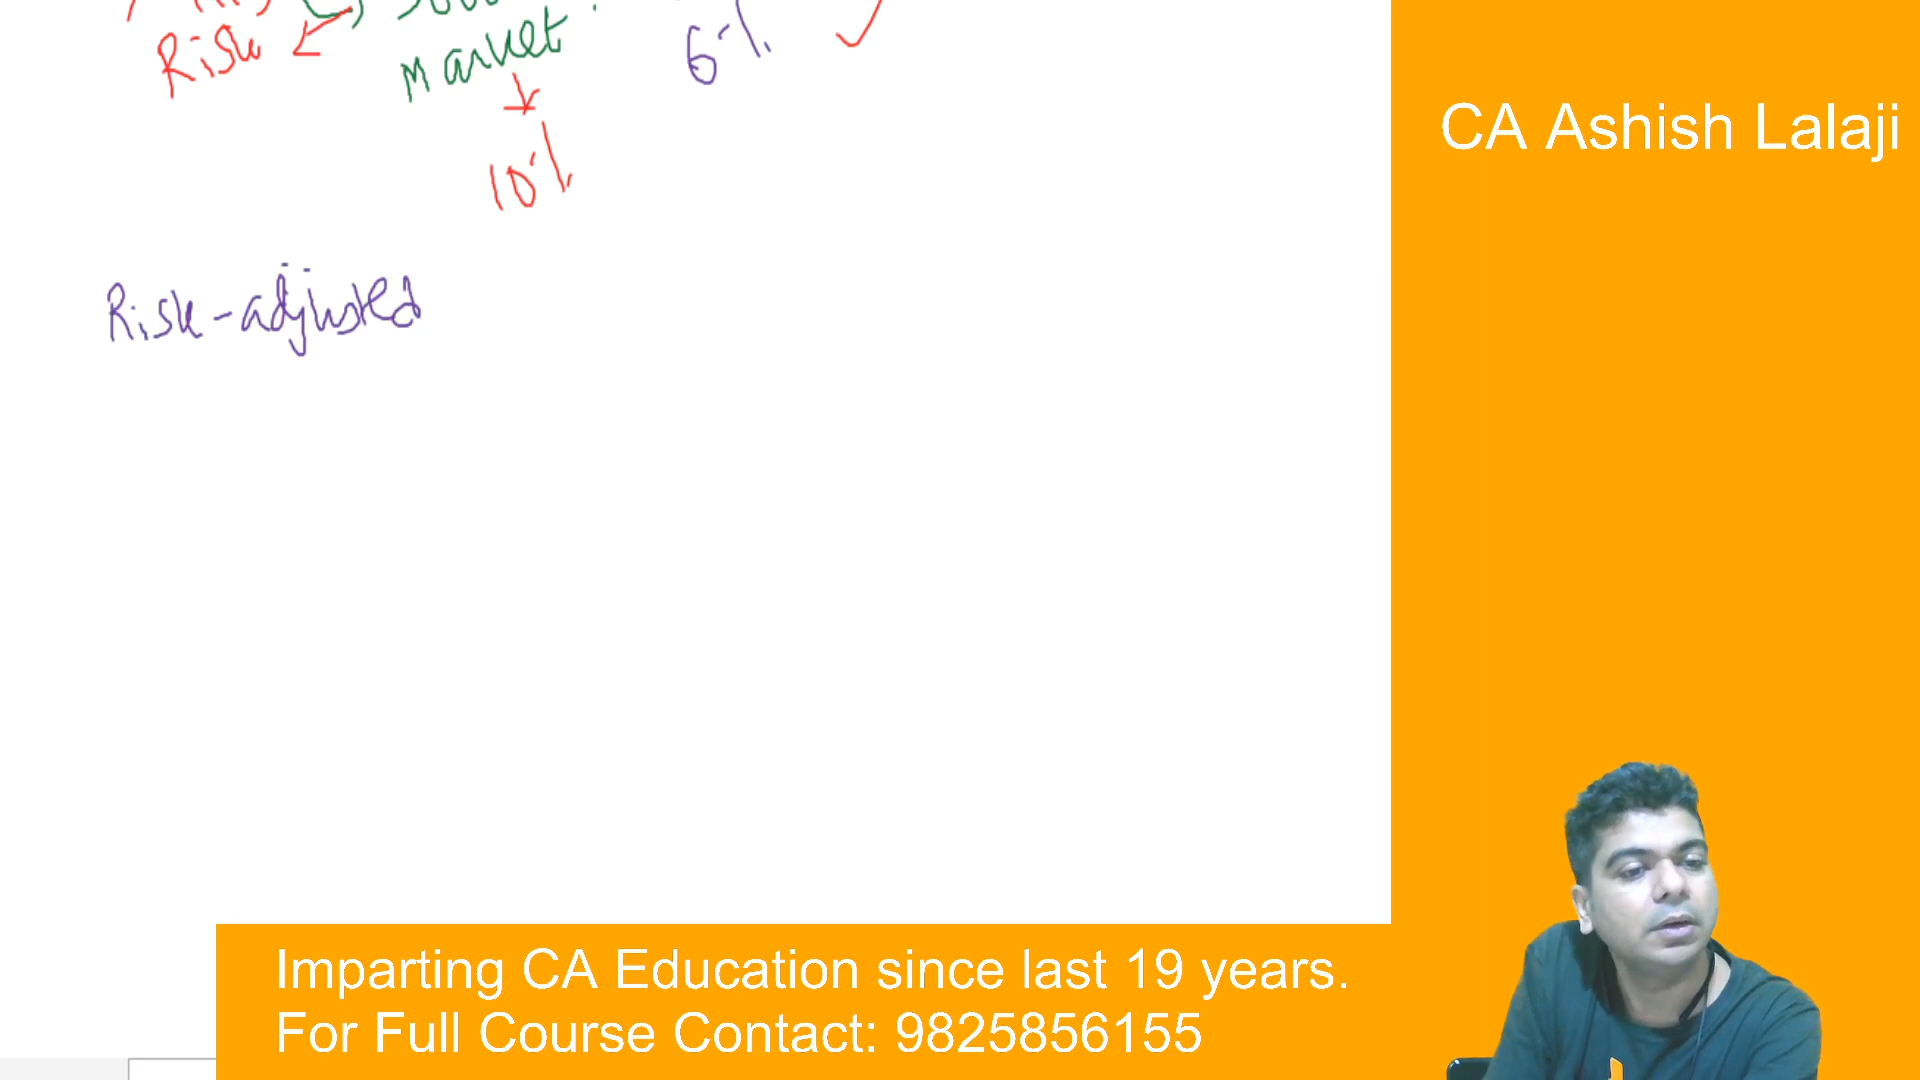 Risk
market
6%
10%
Risk-adjusted
CA Ashish Lalaji
Imparting CA Education since last 19 years.
For Full Course Contact: 9825856155